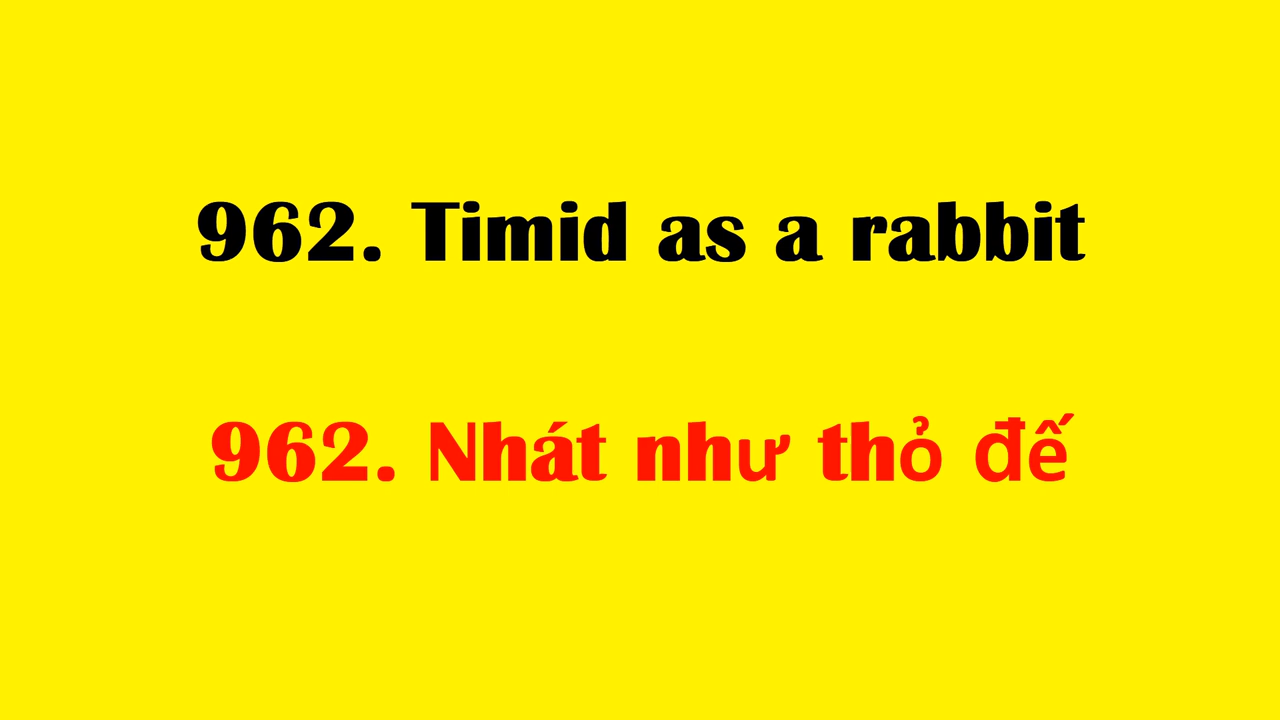 962. Timid as a rabbit
962. Nhát như thỏ đế